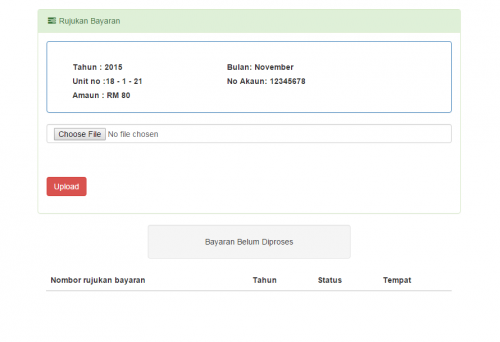 Rujukan Bayaran
Tahun : 2015 Bulan: November
Unit no :18 - 1 - 21 No Akaun: 12345678
Amaun : RM 80
Choose File No file chosen
Upload
Bayaran Belum Diproses
Nombor rujukan bayaran Tahun Status Tempat